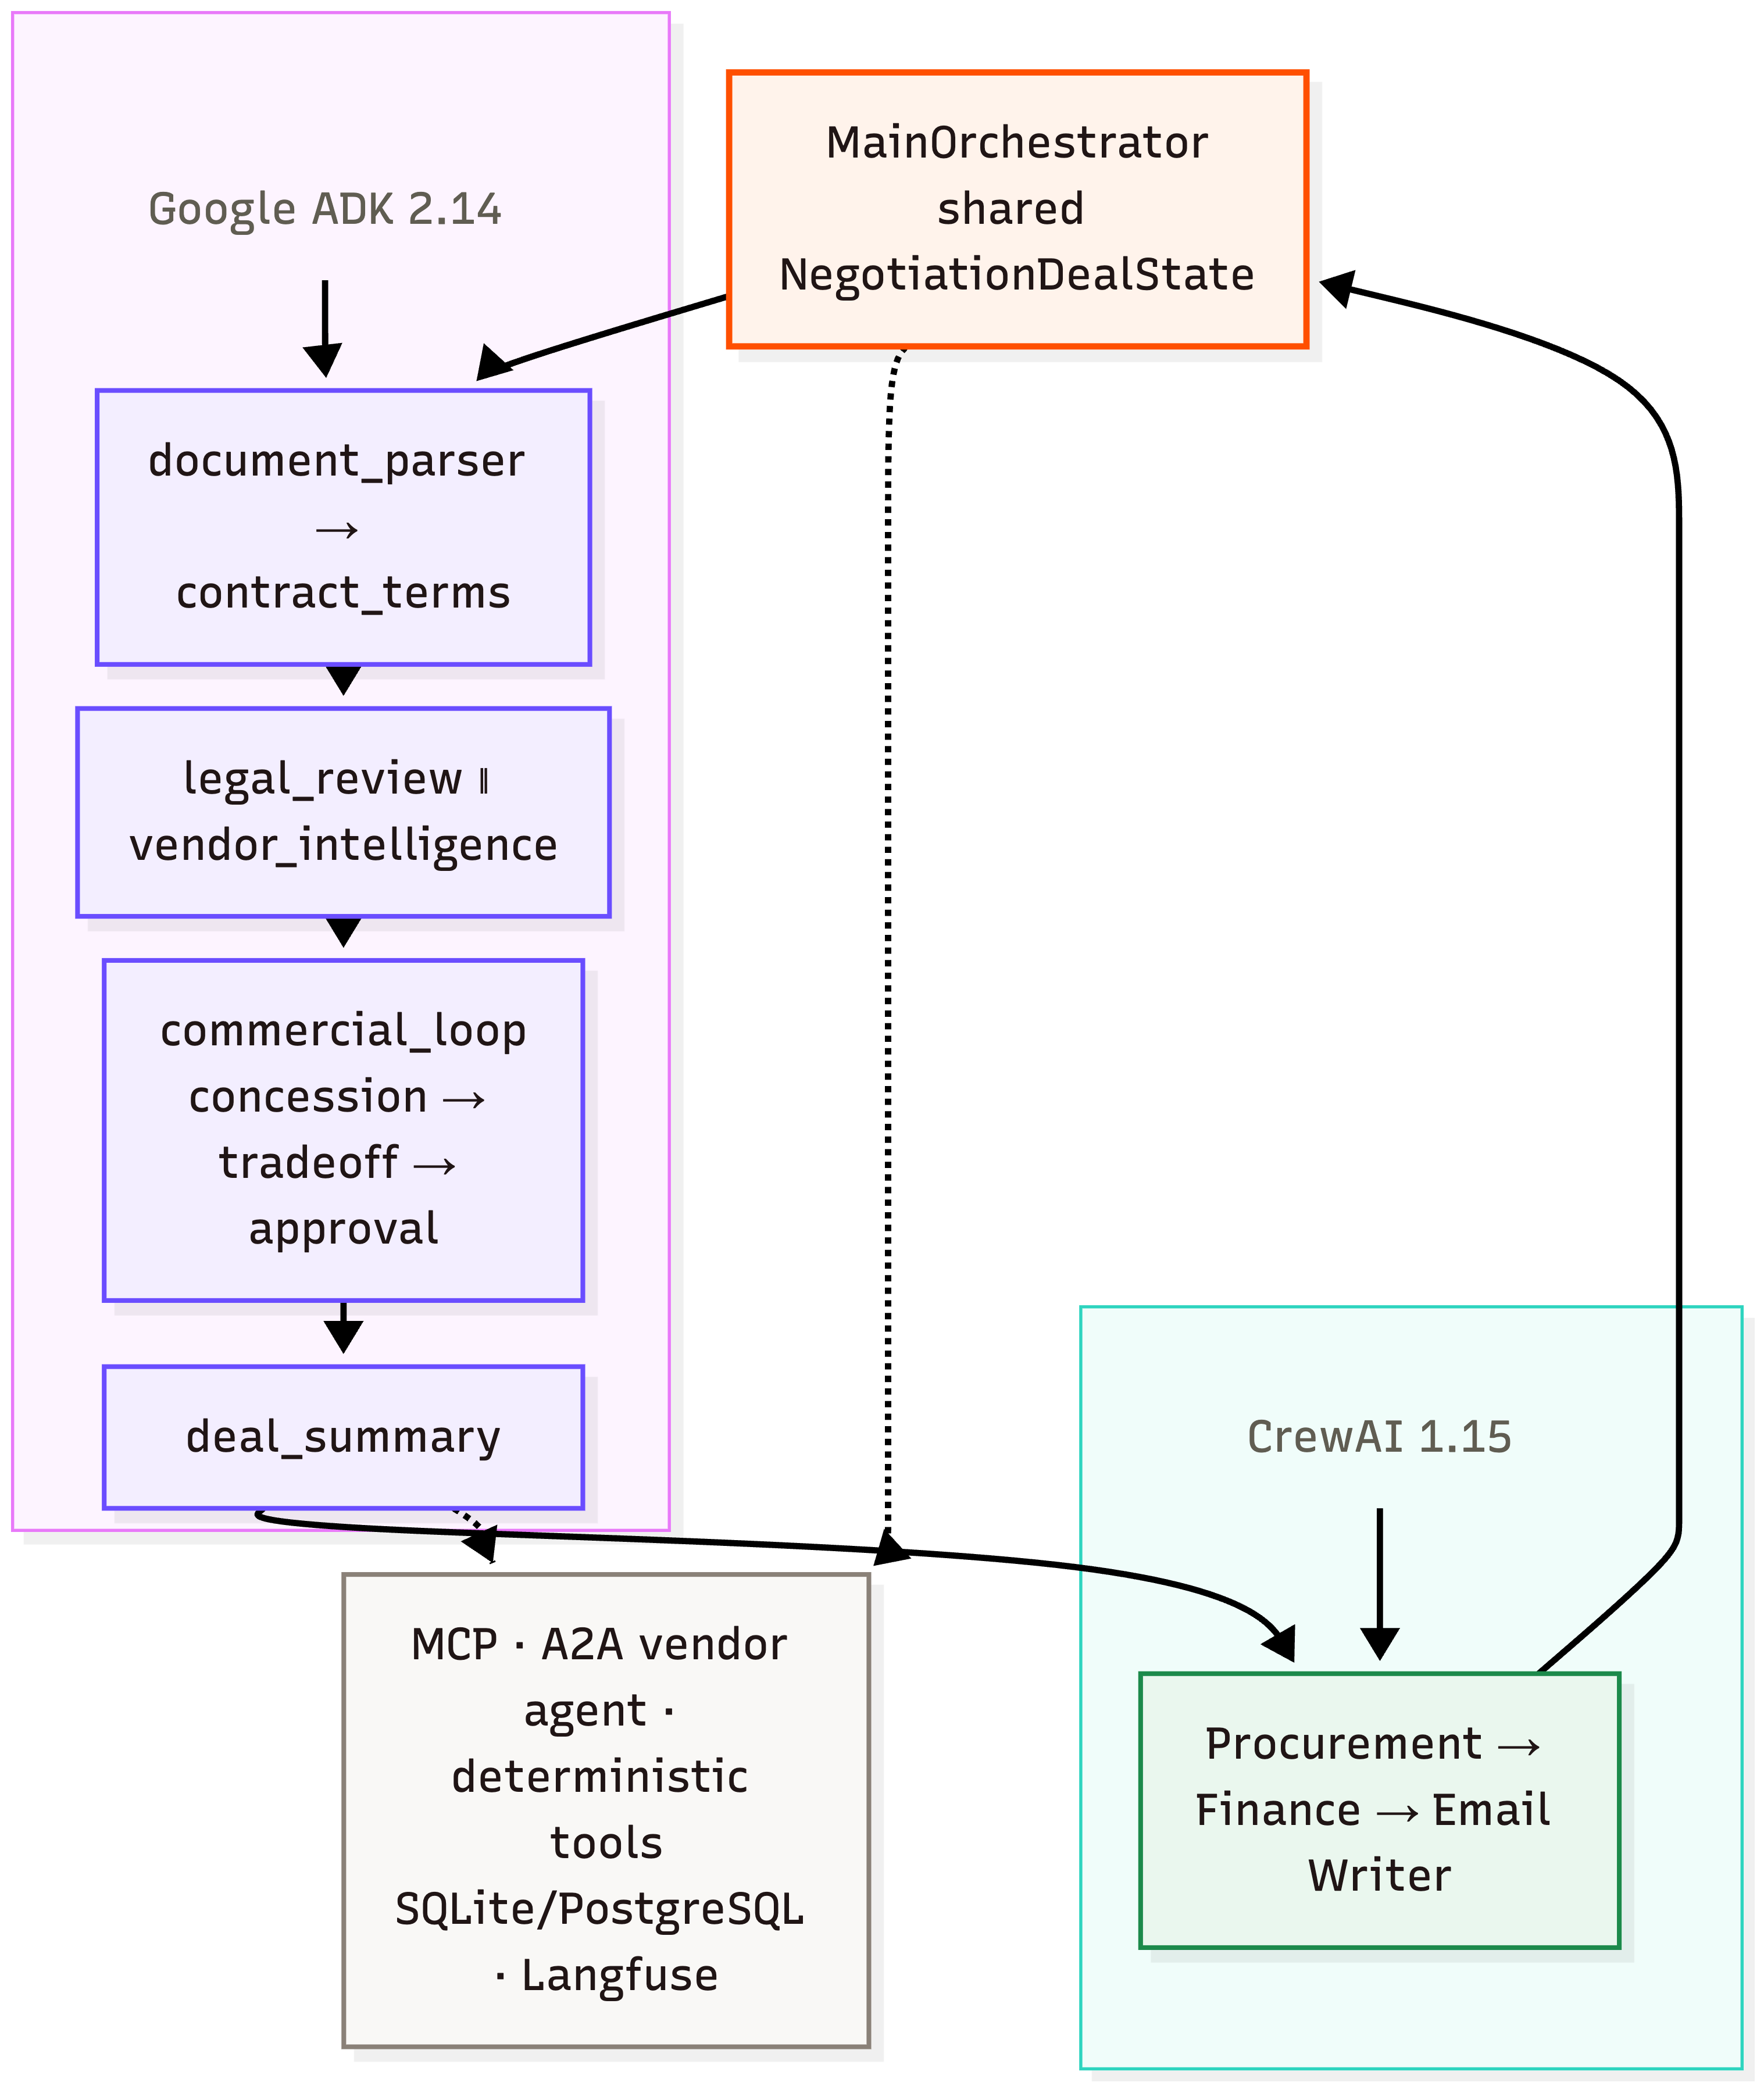 Google ADK 2.14
MainOrchestrator
shared
NegotiationDealState
document_parser
→
contract_terms
legal_review ∥
vendor_intelligence
commercial_loop
concession →
tradeoff →
approval
deal_summary
CrewAI 1.15
MCP · A2A vendor
agent ·
deterministic
tools
SQLite/PostgreSQL
· Langfuse
Procurement →
Finance → Email
Writer